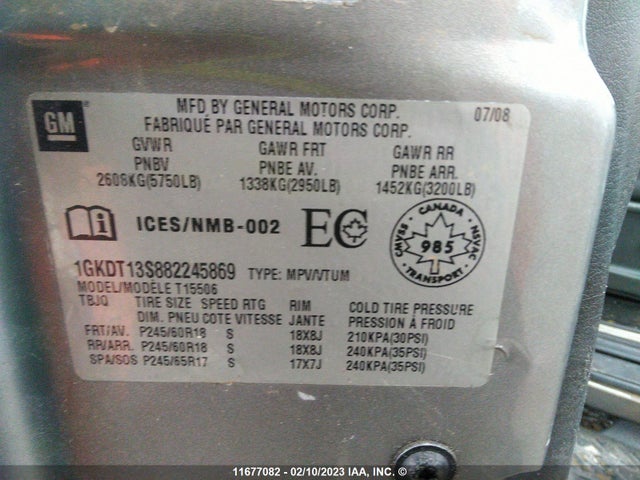 GM
MFD BY GENERAL MOTORS CORP. 07/08
FABRIQUÉ PAR GENERAL MOTORS CORP.
GVWR GAWR FRT GAWR RR
PNBV PNBE AV. PNBE ARR.
2608KG(5750LB) 1338KG(2950LB) 1452KG(3200LB)
i ICES/NMB-002 EC
CANADA
CMVSS 985 NSVAC
TRANSPORT
1GKDT13S882245869 TYPE: MPV/VTUM
MODEL/MODÈLE T15506
TBJQ TIRE SIZE SPEED RTG RIM COLD TIRE PRESSURE
DIM. PNEU COTE VITESSE JANTE PRESSION À FROID
FRT/AV. P245/60R18 S 18X8J 210KPA(30PSI)
RR/ARR. P245/60R18 S 18X8J 240KPA(35PSI)
SPA/SOS P245/65R17 S 17X7J 240KPA(35PSI)
11677082 - 02/10/2023 IAA, INC. ©